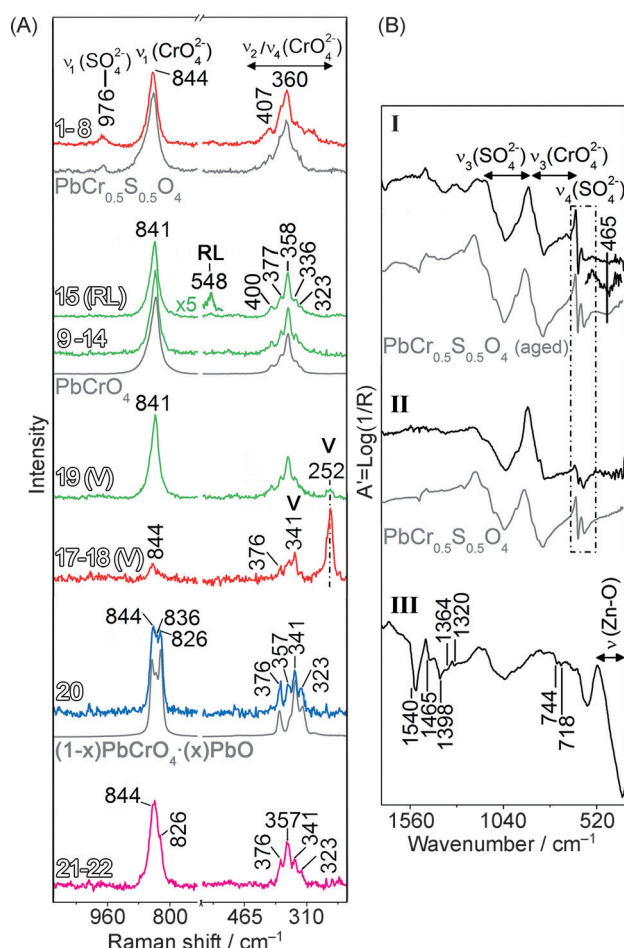 (A)
ν₁(SO₄²⁻)
976
ν₁(CrO₄²⁻)
844
ν₂/ν₄(CrO₄²⁻)
407
360
1-8
PbCr₀.₅S₀.₅O₄
841
RL
548
x5
400
377
358
336
323
15 (RL)
9-14
PbCrO₄
841
V
252
19 (V)
844
376
V
341
17-18 (V)
844
836
826
376
357
341
323
20
(1-x)PbCrO₄·(x)PbO
844
826
376
357
341
323
21-22
Intensity
960 800 465 310
Raman shift / cm⁻¹
(B)
I
ν₃(SO₄²⁻)
ν₃(CrO₄²⁻)
ν₄(SO₄²⁻)
465
PbCr₀.₅S₀.₅O₄ (aged)
II
PbCr₀.₅S₀.₅O₄
III
1364
1320
ν(Zn-O)
1540
1465
1398
744
718
A'=Log(1/R)
1560 1040 520
Wavenumber / cm⁻¹